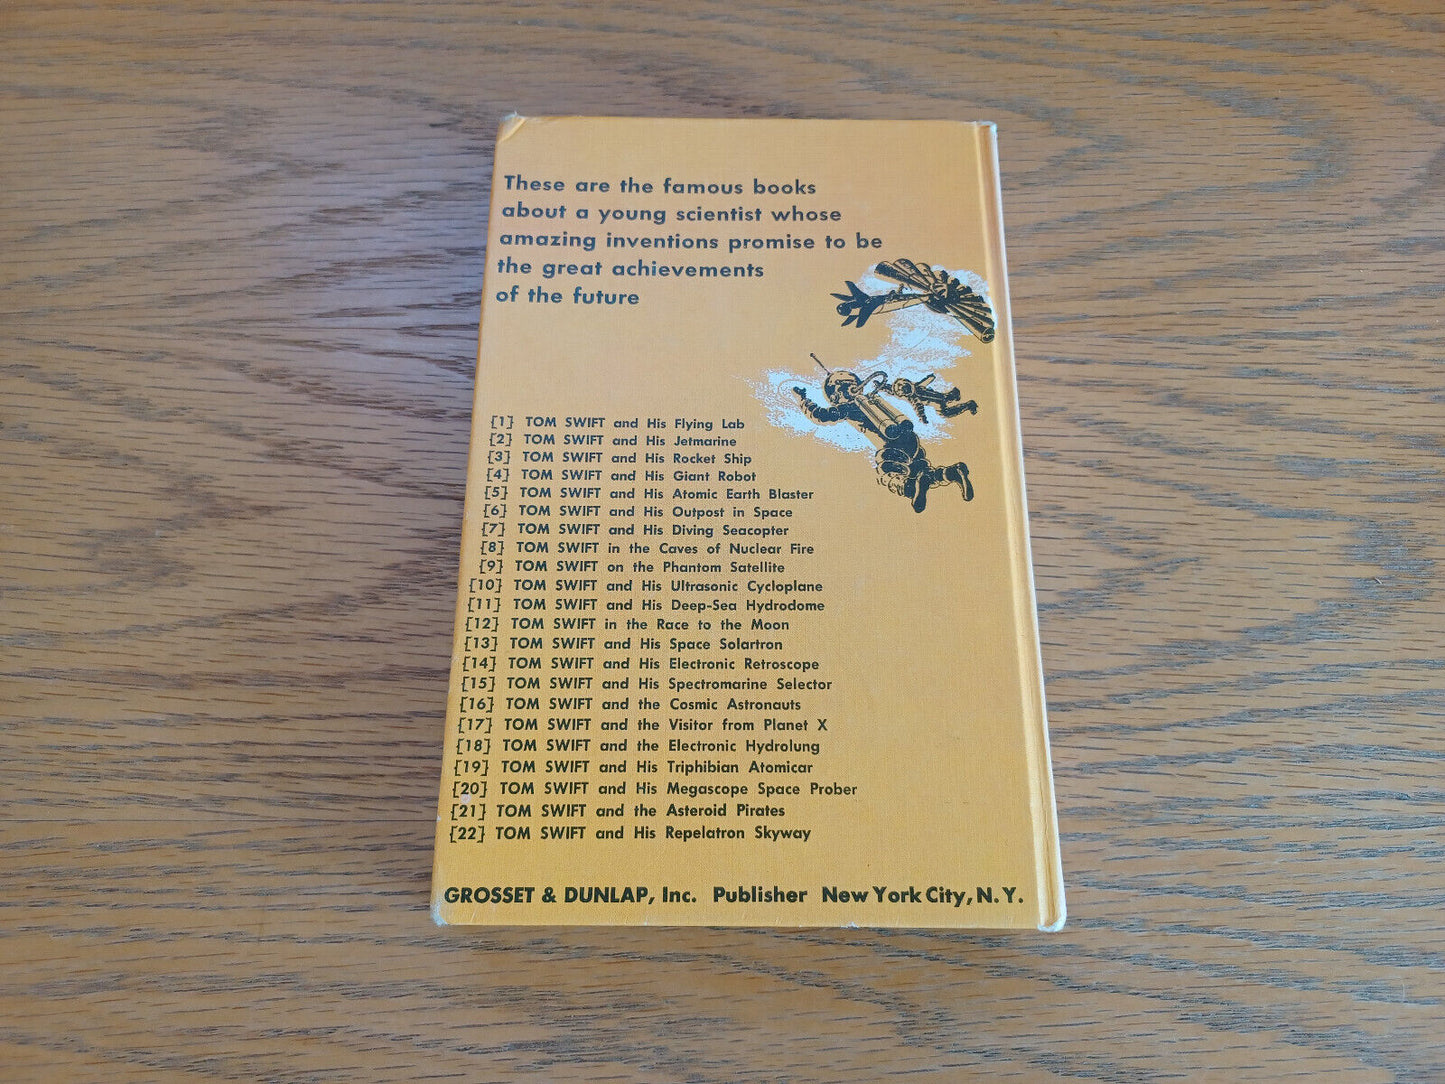 These are the famous books
about a young scientist whose
amazing inventions promise to be
the great achievements
of the future
[1] TOM SWIFT and His Flying Lab
[2] TOM SWIFT and His Jetmarine
[3] TOM SWIFT and His Rocket Ship
[4] TOM SWIFT and His Giant Robot
[5] TOM SWIFT and His Atomic Earth Blaster
[6] TOM SWIFT and His Outpost in Space
[7] TOM SWIFT and His Diving Seacopter
[8] TOM SWIFT in the Caves of Nuclear Fire
[9] TOM SWIFT on the Phantom Satellite
[10] TOM SWIFT and His Ultrasonic Cycloplane
[11] TOM SWIFT and His Deep-Sea Hydrodome
[12] TOM SWIFT in the Race to the Moon
[13] TOM SWIFT and His Space Solartron
[14] TOM SWIFT and His Electronic Retroscope
[15] TOM SWIFT and His Spectromarine Selector
[16] TOM SWIFT and the Cosmic Astronauts
[17] TOM SWIFT and the Visitor from Planet X
[18] TOM SWIFT and the Electronic Hydrolung
[19] TOM SWIFT and His Triphibian Atomicar
[20] TOM SWIFT and His Megascope Space Prober
[21] TOM SWIFT and the Asteroid Pirates
[22] TOM SWIFT and His Repelatron Skyway
GROSSET & DUNLAP, Inc. Publisher New York City, N. Y.